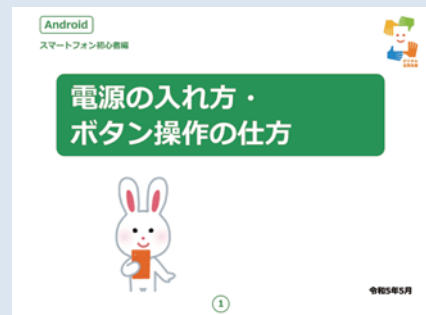 Android
スマートフォン初心者編
電源の入れ方・
ボタン操作の仕方
1
令和5年5月